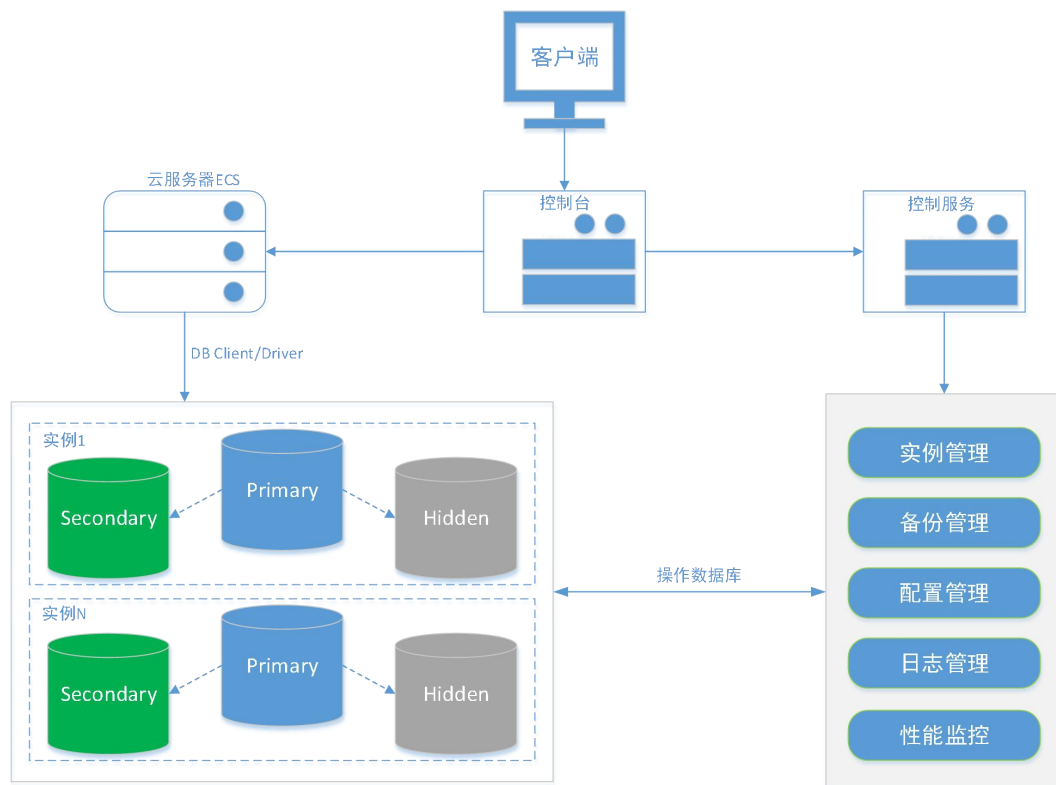 客户端
云服务器ECS
控制台
控制服务
DB Client/Driver
实例1
Secondary
Primary
Hidden
实例N
Secondary
Primary
Hidden
操作数据库
实例管理
备份管理
配置管理
日志管理
性能监控